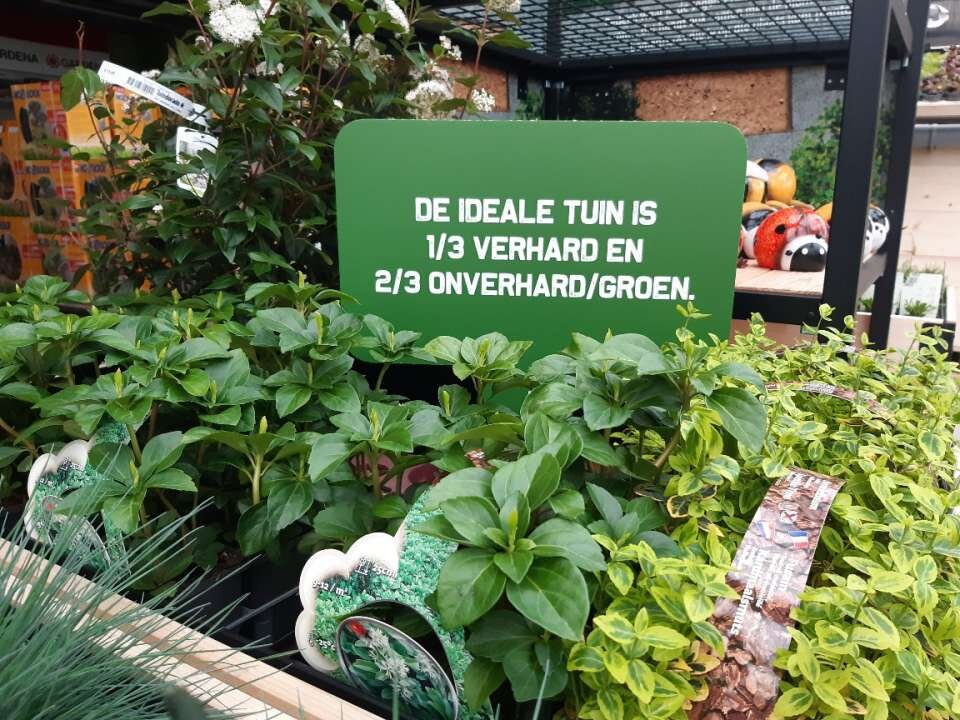 DE IDEALE TUIN IS
1/3 VERHARD EN
2/3 ONVERHARD/GROEN.